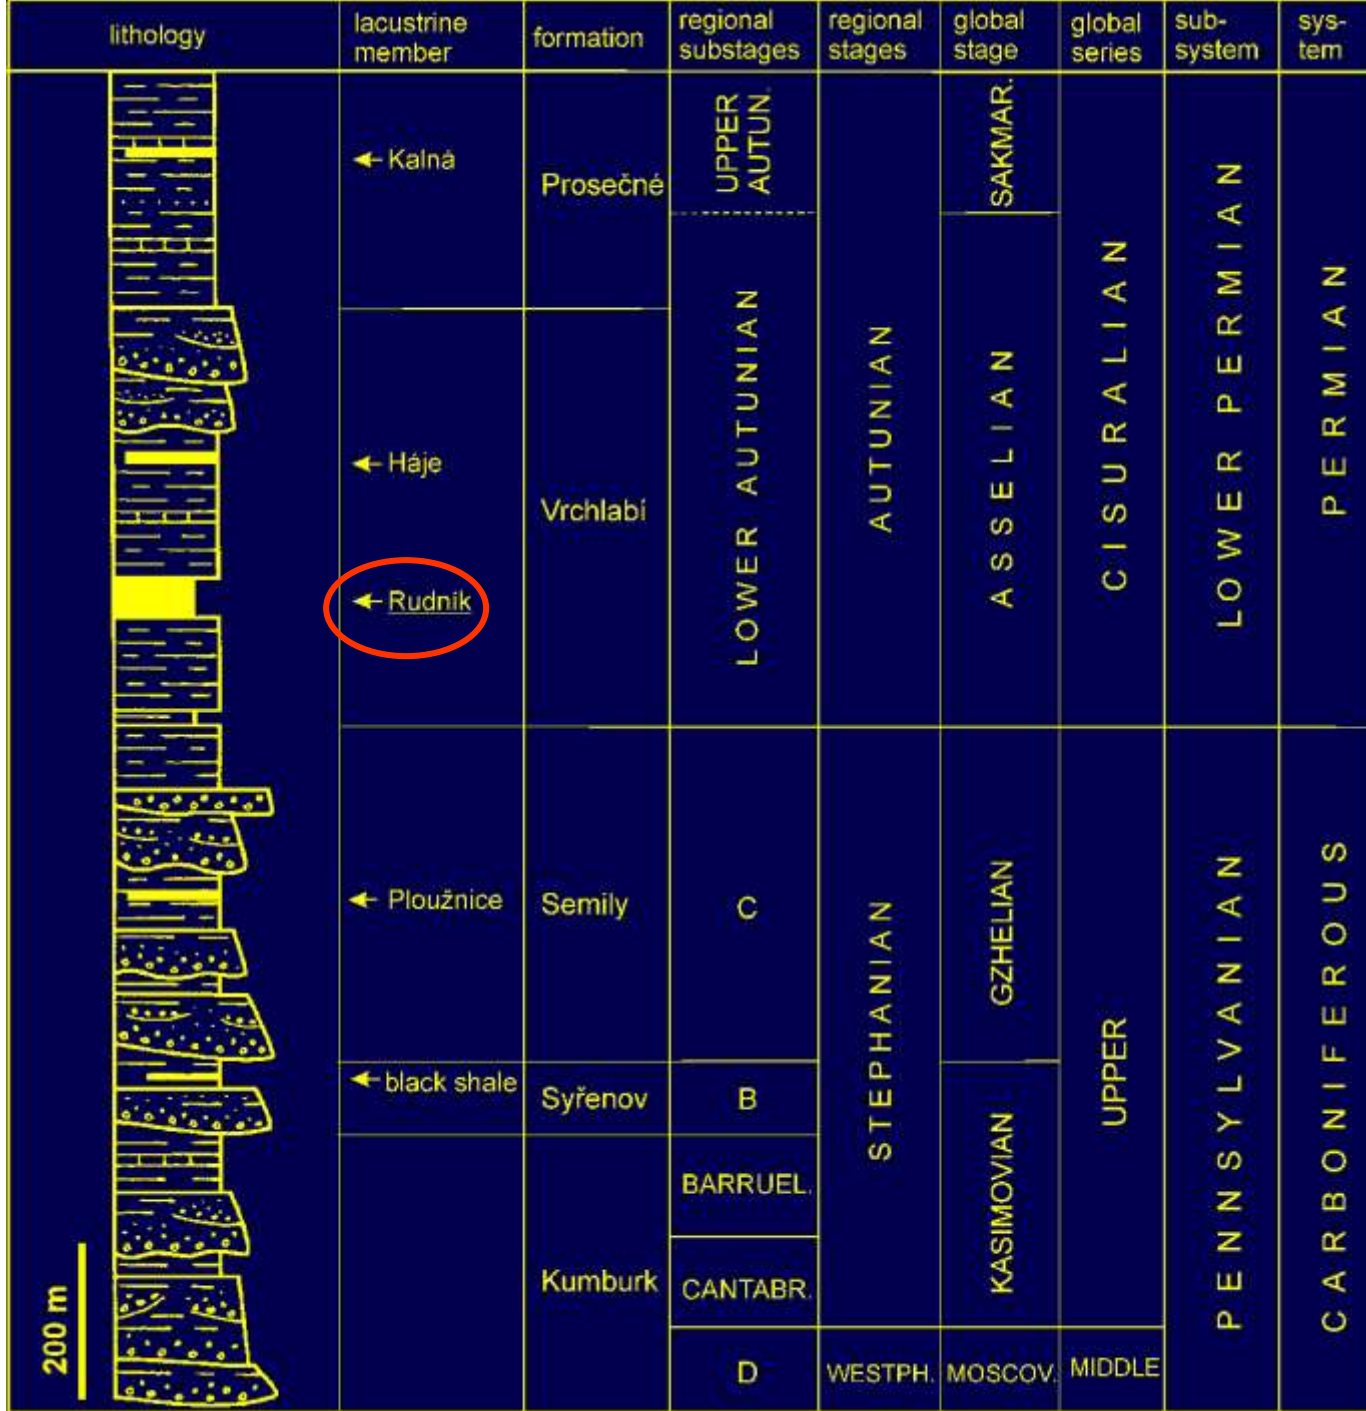 lithology
lacustrine
member
formation
regional
substages
regional
stages
global
stage
global
series
sub-
system
sys-
tem
Kalná
Prosečné
UPPER
AUTUN.
SAKMAR.
Háje
Vrchlabí
Rudník
LOWER AUTUNIAN
AUTUNIAN
ASSELIAN
CISURALIAN
LOWER PERMIAN
PERMIAN
Ploužnice
Semily
C
GZHELIAN
black shale
Syřenov
B
STEPHANIAN
UPPER
PENNSYLVANIAN
CARBONIFEROUS
BARRUEL.
KASIMOVIAN
Kumburk
CANTABR.
D
WESTPH.
MOSCOV.
MIDDLE
200 m